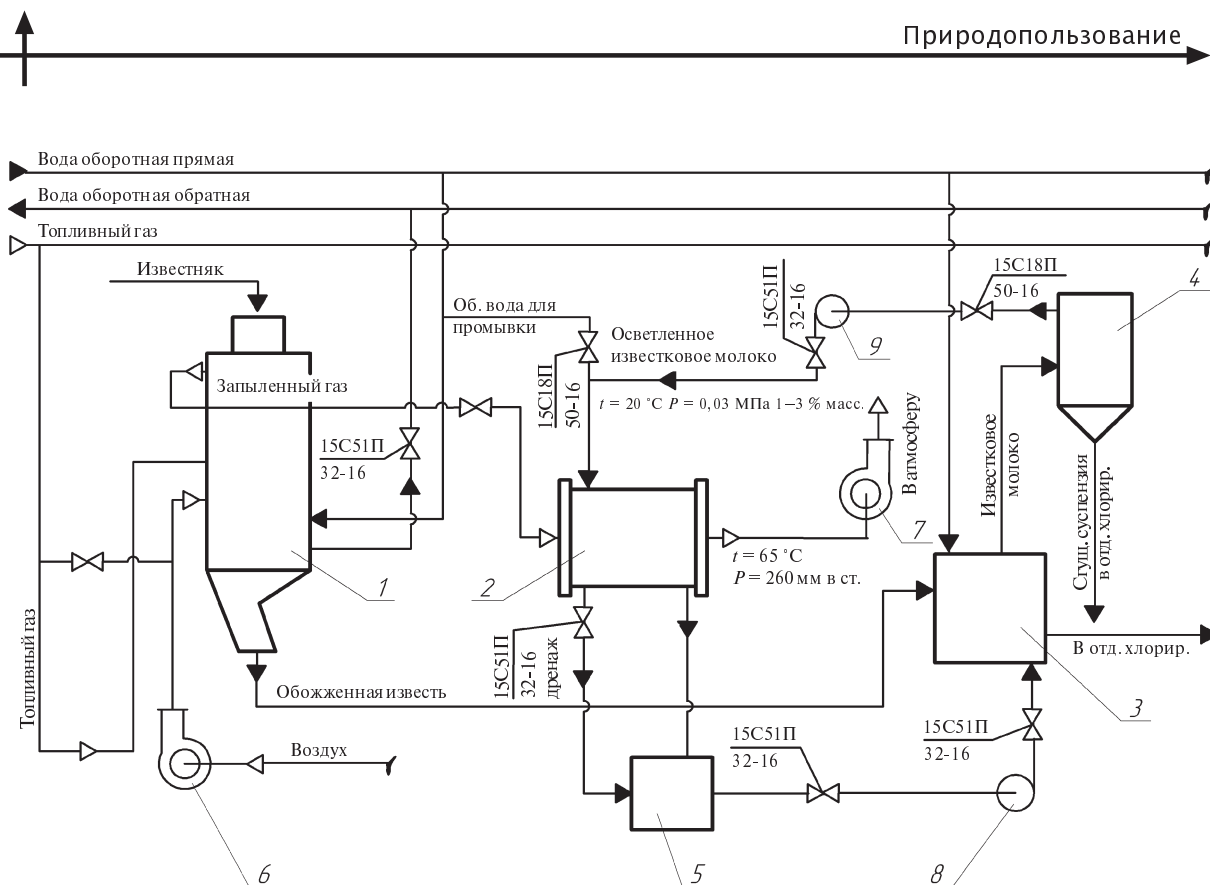 Природопользование
Вода оборотная прямая
Вода оборотная обратная
Топливный газ
Известняк
Об. вода для
промывки
Осветленное
известковое молоко
15С51П
32-16
15С18П
50-16
4
9
Запыленный газ
15С18П
50-16
t = 20 °С P = 0,03 МПа 1–3 % масс.
15С51П
32-16
В атмосферу
Известковое
молоко
Сгущ. суспензия
в отд. хлорир.
7
1
2
t = 65 °С
P = 260 мм в ст.
Топливный газ
15С51П
32-16
дренаж
В отд. хлорир.
Обожженная известь
3
15С51П
32-16
15С51П
32-16
Воздух
6
5
8